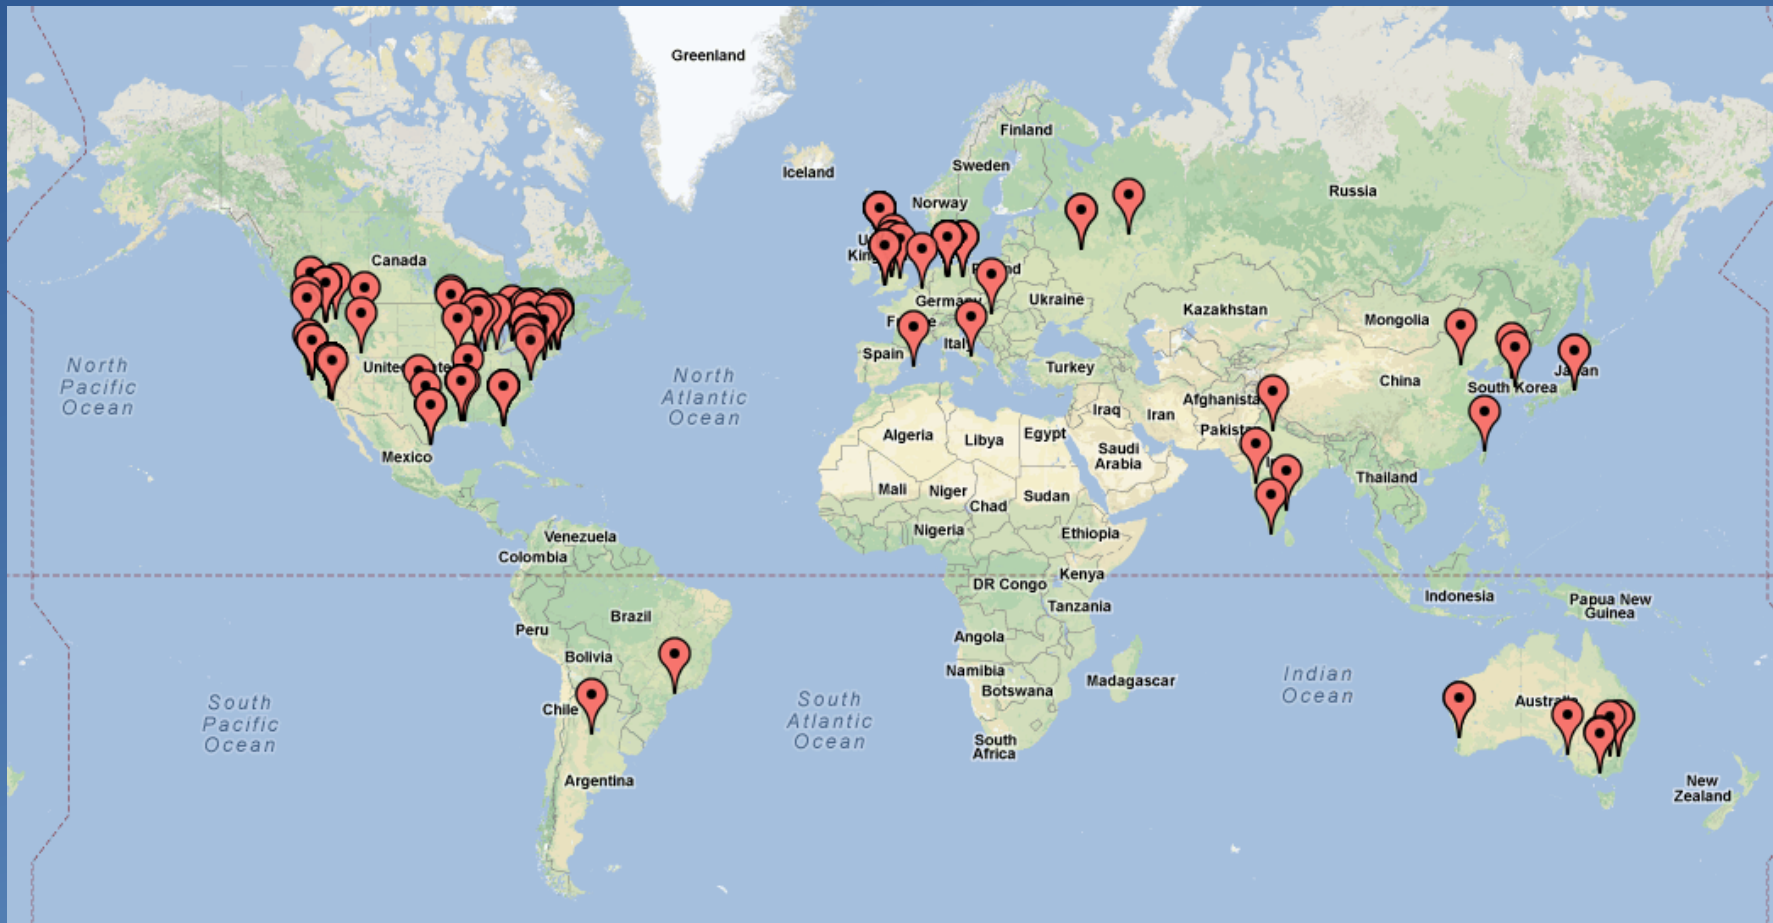 Greenland
Finland
Iceland
Sweden
Russia
Norway
Canada
Germany
Ukraine
Kazakhstan
Mongolia
North
Pacific
Ocean
Spain
Turkey
China
South Korea
North
Atlantic
Ocean
Iraq
Iran
Mexico
Algeria
Libya
Egypt
Saudi
Arabia
Thailand
Mali
Niger
Chad
Sudan
Nigeria
Ethiopia
Venezuela
Colombia
DR Congo
Kenya
Indonesia
Papua New
Guinea
Brazil
Tanzania
Peru
Angola
Bolivia
Namibia
Botswana
Madagascar
Indian
Ocean
Chile
South
Pacific
Ocean
South
Atlantic
Ocean
South
Africa
Argentina
New
Zealand